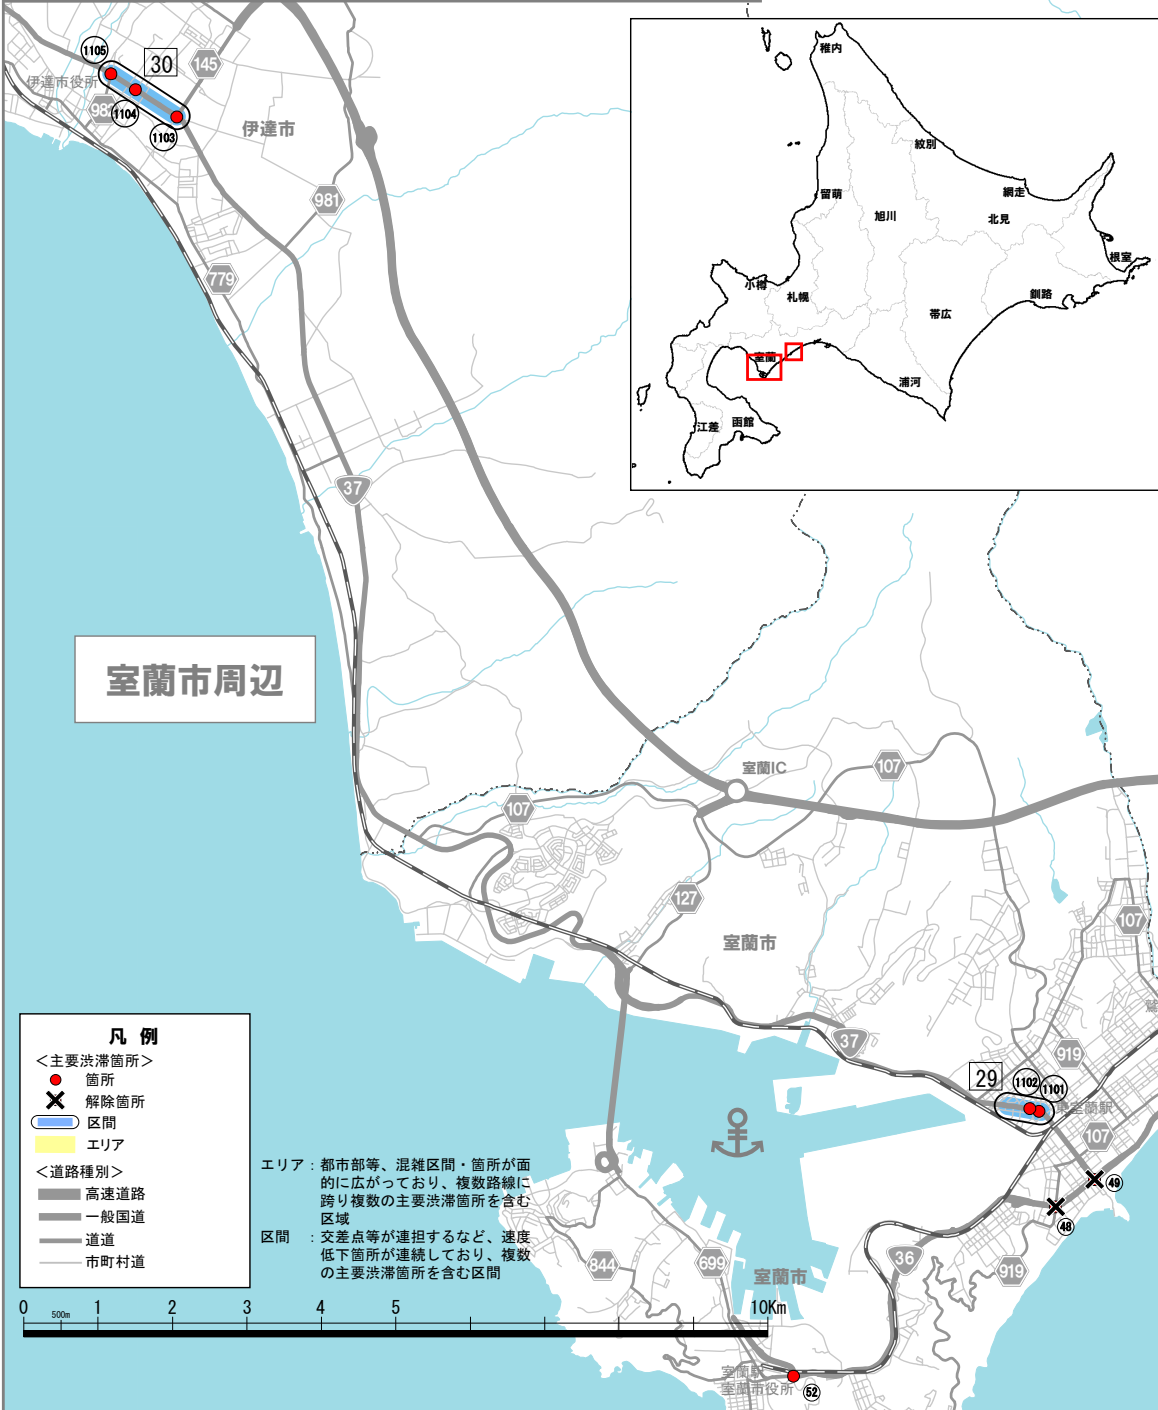 1105
30
145
伊達市役所
982
1104
1103
伊達市
981
779
37
稚内
紋別
網走
留萌
旭川
北見
根室
小樽
札幌
釧路
帯広
室蘭
浦河
江差
函館
室蘭市周辺
室蘭IC
107
107
127
107
室蘭市
37
919
29
1102
1101
東室蘭駅
107
49
48
凡 例
<主要渋滞箇所>
箇所
解除箇所
区間
エリア
<道路種別>
高速道路
一般国道
道道
市町村道
エリア：都市部等、混雑区間・箇所が面
的に広がっており、複数路線に
跨り複数の主要渋滞箇所を含む
区域
区間 ：交差点等が連担するなど、速度
低下箇所が連続しており、複数
の主要渋滞箇所を含む区間
36
844
699
室蘭市
919
0 500m 1 2 3 4 5 10Km
室蘭駅
室蘭市役所
52